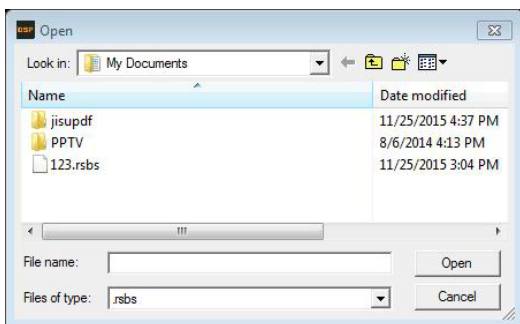 DSP Open
Look in: My Documents
Name Date modified
jisupdf 11/25/2015 4:37 PM
PPTV 8/6/2014 4:13 PM
123.rsbs 11/25/2015 3:04 PM
File name: Open
Files of type: .rsbs Cancel